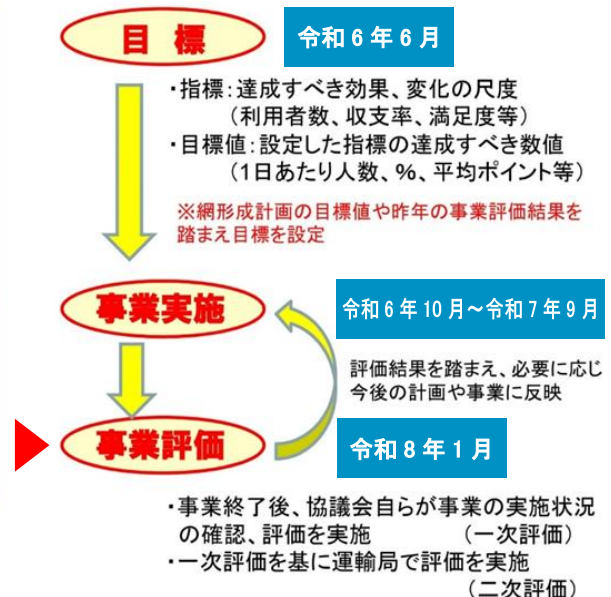 目標
令和６年６月
・指標：達成すべき効果、変化の尺度
（利用者数、収支率、満足度等）
・目標値：設定した指標の達成すべき数値
（1日あたり人数、％、平均ポイント等）
※網形成計画の目標値や昨年の事業評価結果を
踏まえ目標を設定
事業実施
令和６年10月～令和７年９月
評価結果を踏まえ、必要に応じ
今後の計画や事業に反映
事業評価
令和８年１月
・事業終了後、協議会自らが事業の実施状況
の確認、評価を実施　　　　（一次評価）
・一次評価を基に運輸局で評価を実施
（二次評価）